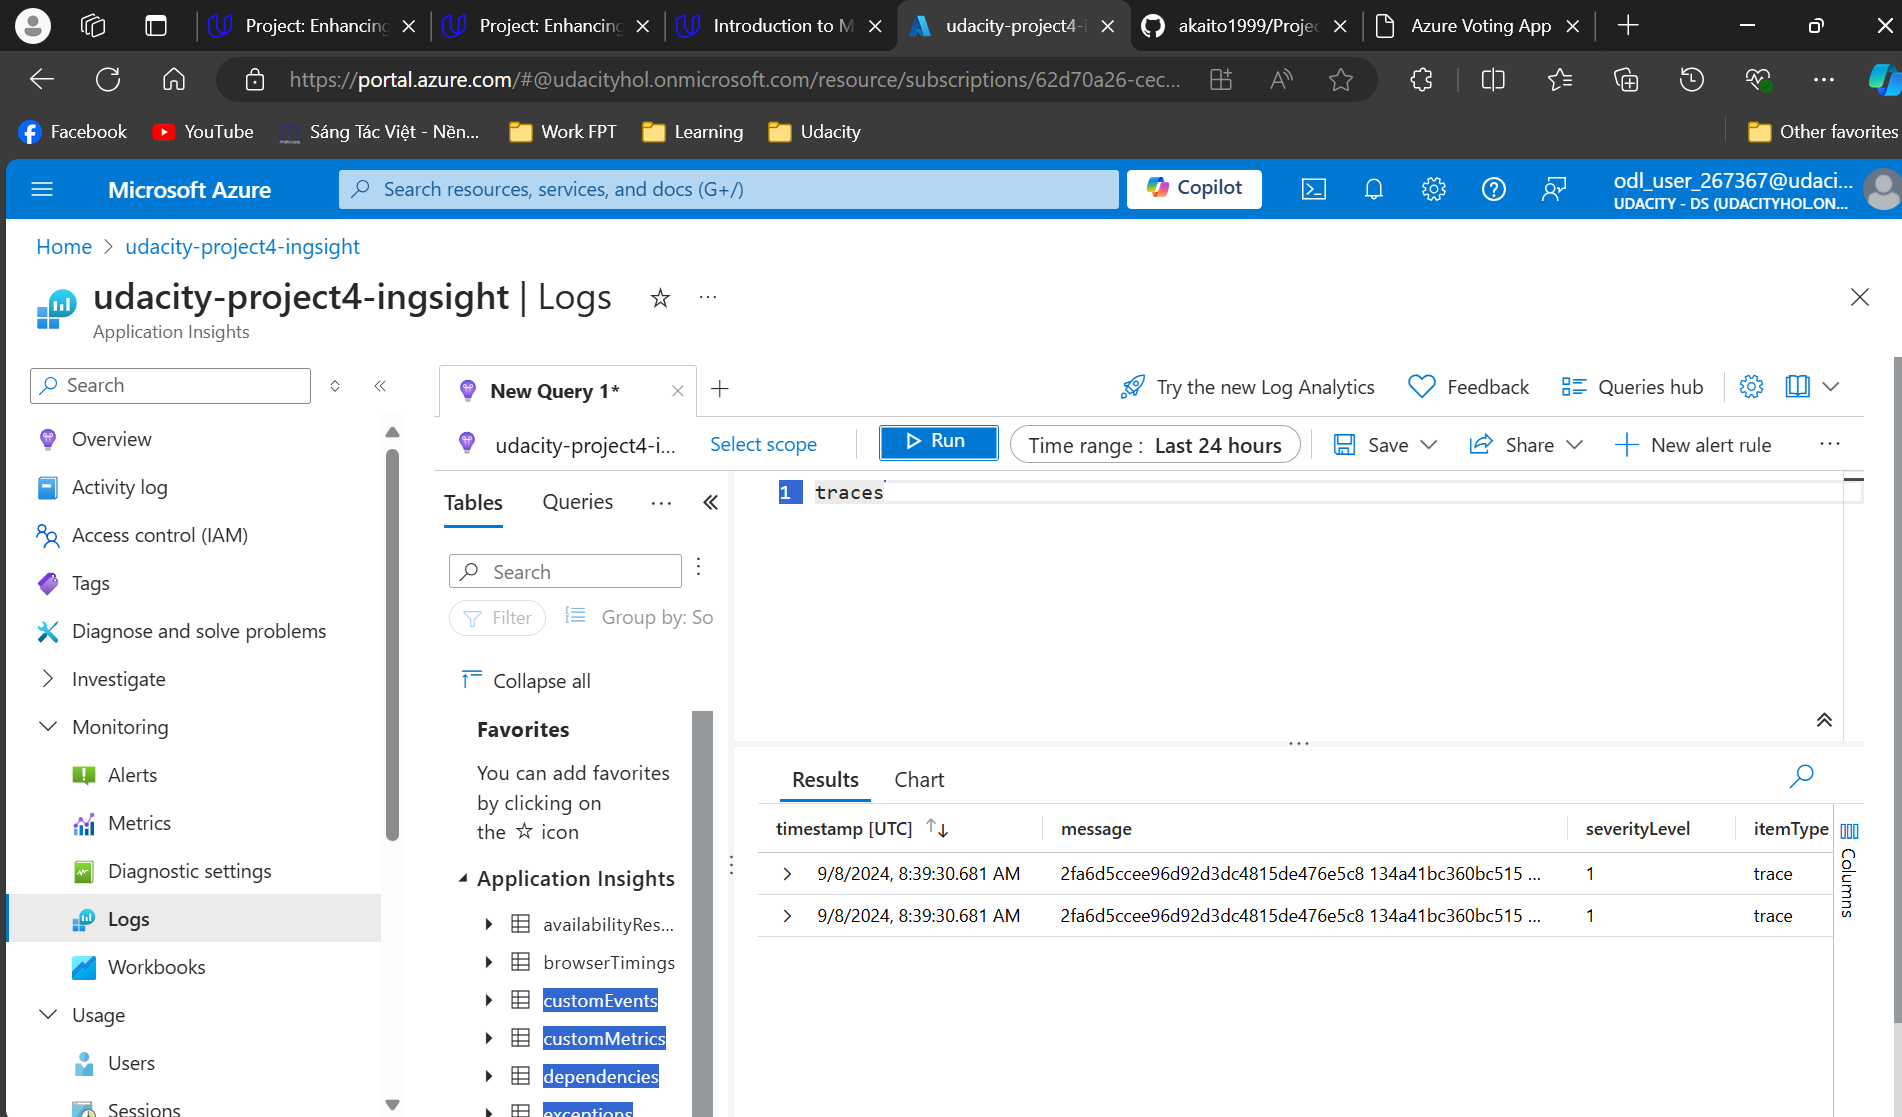 Project: Enhancing
Project: Enhancing
Introduction to M
udacity-project4-i
akaito1999/Projec
Azure Voting App
https://portal.azure.com/#@udacityhol.onmicrosoft.com/resource/subscriptions/62d70a26-cec...
Facebook
YouTube
Sáng Tác Việt - Nền...
Work FPT
Learning
Udacity
Other favorites
Microsoft Azure
Search resources, services, and docs (G+/)
Copilot
odl_user_267367@udaci...
UDACITY - DS (UDACITYHOL.ON...
Home > udacity-project4-ingsight
udacity-project4-ingsight | Logs
Application Insights
Search
Overview
Activity log
Access control (IAM)
Tags
Diagnose and solve problems
Investigate
Monitoring
Alerts
Metrics
Diagnostic settings
Logs
Workbooks
Usage
Users
Sessions
New Query 1*
Try the new Log Analytics
Feedback
Queries hub
udacity-project4-i...
Select scope
Run
Time range : Last 24 hours
Save
Share
New alert rule
Tables
Queries
Search
Filter
Group by: So
Collapse all
Favorites
You can add favorites
by clicking on
the ☆ icon
Application Insights
availabilityRes...
browserTimings
customEvents
customMetrics
dependencies
exceptions
1 traces
Results
Chart
timestamp [UTC] message severityLevel itemType
9/8/2024, 8:39:30.681 AM 2fa6d5ccee96d92d3dc4815de476e5c8 134a41bc360bc515 ... 1 trace
9/8/2024, 8:39:30.681 AM 2fa6d5ccee96d92d3dc4815de476e5c8 134a41bc360bc515 ... 1 trace
Columns